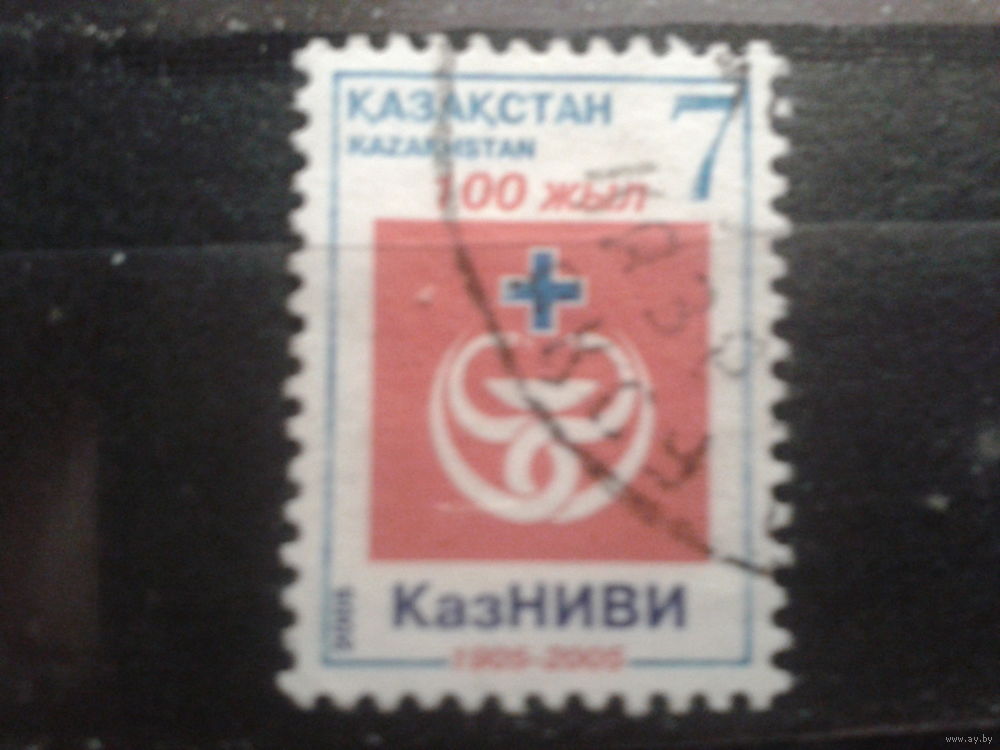 ҚАЗАҚСТАН
7
KAZAKHSTAN
100 жыл
КазНИВИ
1905-2005
www.ay.by